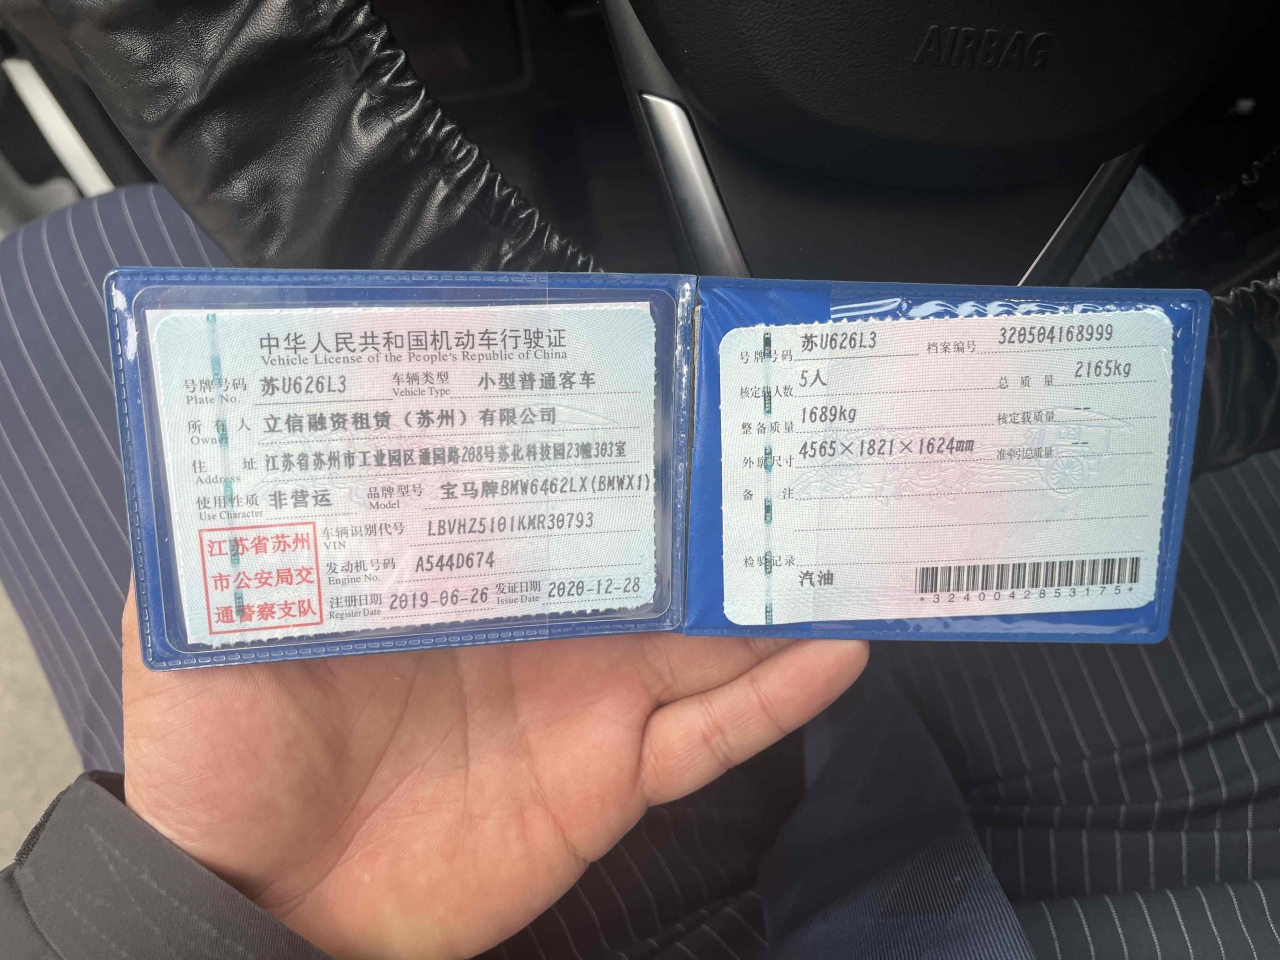 AIRBAG
中华人民共和国机动车行驶证
Vehicle License of the People's Republic of China
号牌号码 苏U626L3 车辆类型 小型普通客车
Plate No. Vehicle Type
所有人 立信融资租赁（苏州）有限公司
Owner
住址 江苏省苏州市工业园区通园路208号苏化科技园23幢303室
Address
使用性质 非营运 品牌型号 宝马牌BMW6462LX(BMWX1)
Use Character Model
江苏省苏州
市公安局交
通警察支队
车辆识别代号 LBVHZ5101KMR30793
VIN
发动机号码 A544D674
Engine No.
注册日期 2019-06-26 发证日期 2020-12-28
Register Date Issue Date
号牌号码 苏U626L3 档案编号 320504168999
核定载人数 5人 总质量 2165kg
整备质量 1689kg 核定载质量 --
外廓尺寸 4565×1821×1624mm 准牵引总质量 --
备注
检验记录
汽油
*3240042853175*